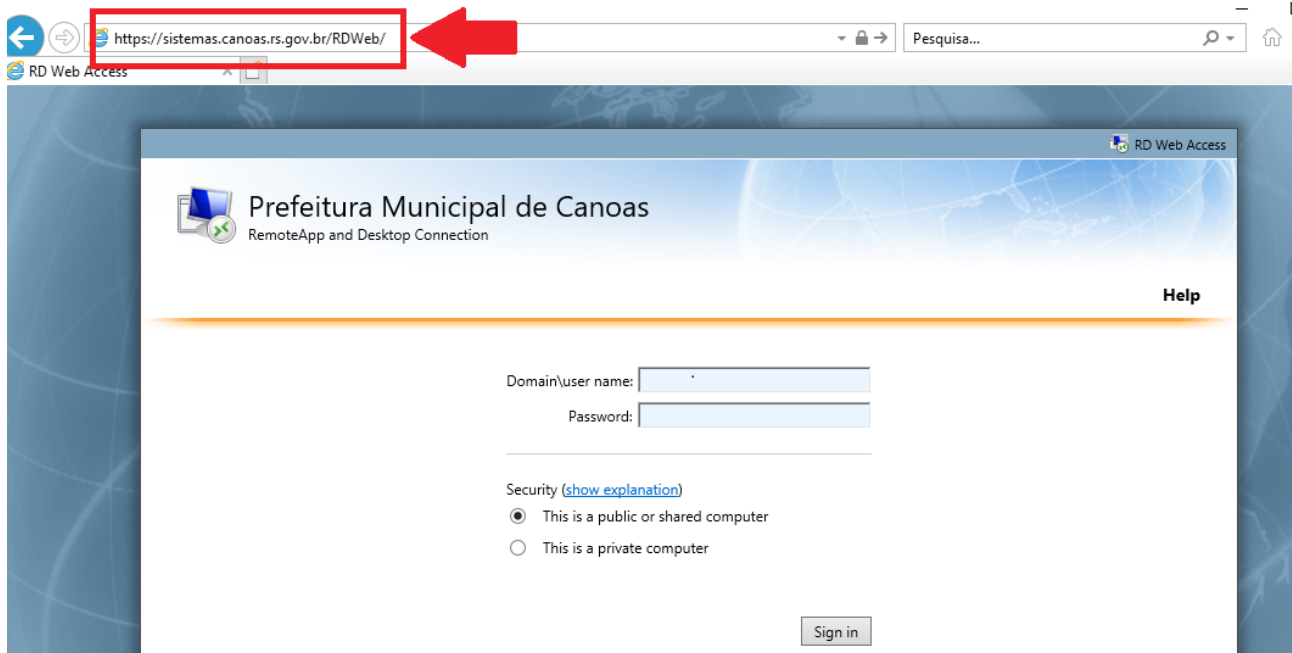 https://sistemas.canoas.rs.gov.br/RDWeb/
Pesquisa...
RD Web Access
RD Web Access
Prefeitura Municipal de Canoas
RemoteApp and Desktop Connection
Help
Domain\user name:
Password:
Security (show explanation)
This is a public or shared computer
This is a private computer
Sign in